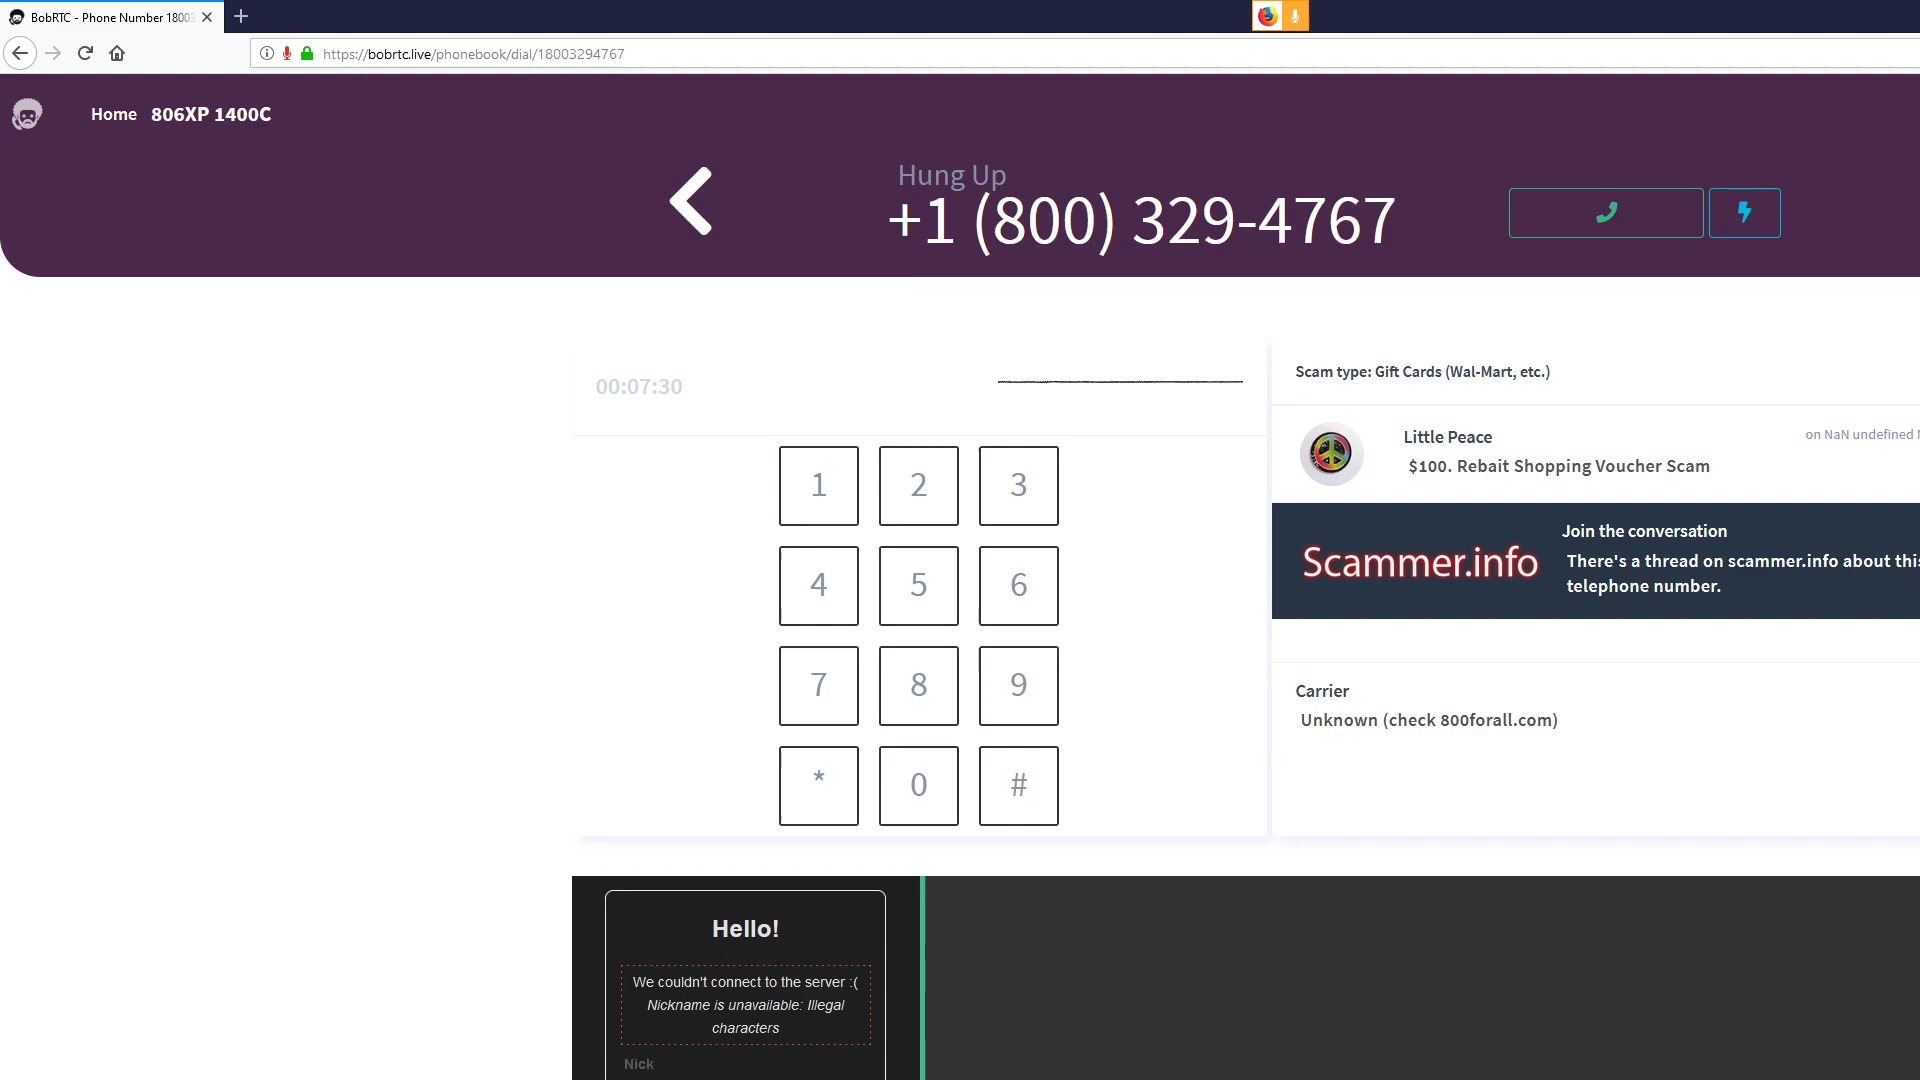 BobRTC - Phone Number 1800
https://bobrtc.live/phonebook/dial/18003294767
Home 806XP 1400C
Hung Up
+1 (800) 329-4767
00:07:30
1 2 3
4 5 6
7 8 9
* 0 #
Scam type: Gift Cards (Wal-Mart, etc.)
Little Peace
on NaN undefined
$100. Rebait Shopping Voucher Scam
Scammer.info
Join the conversation
There's a thread on scammer.info about this
telephone number.
Carrier
Unknown (check 800forall.com)
Hello!
We couldn't connect to the server :(
Nickname is unavailable: Illegal
characters
Nick